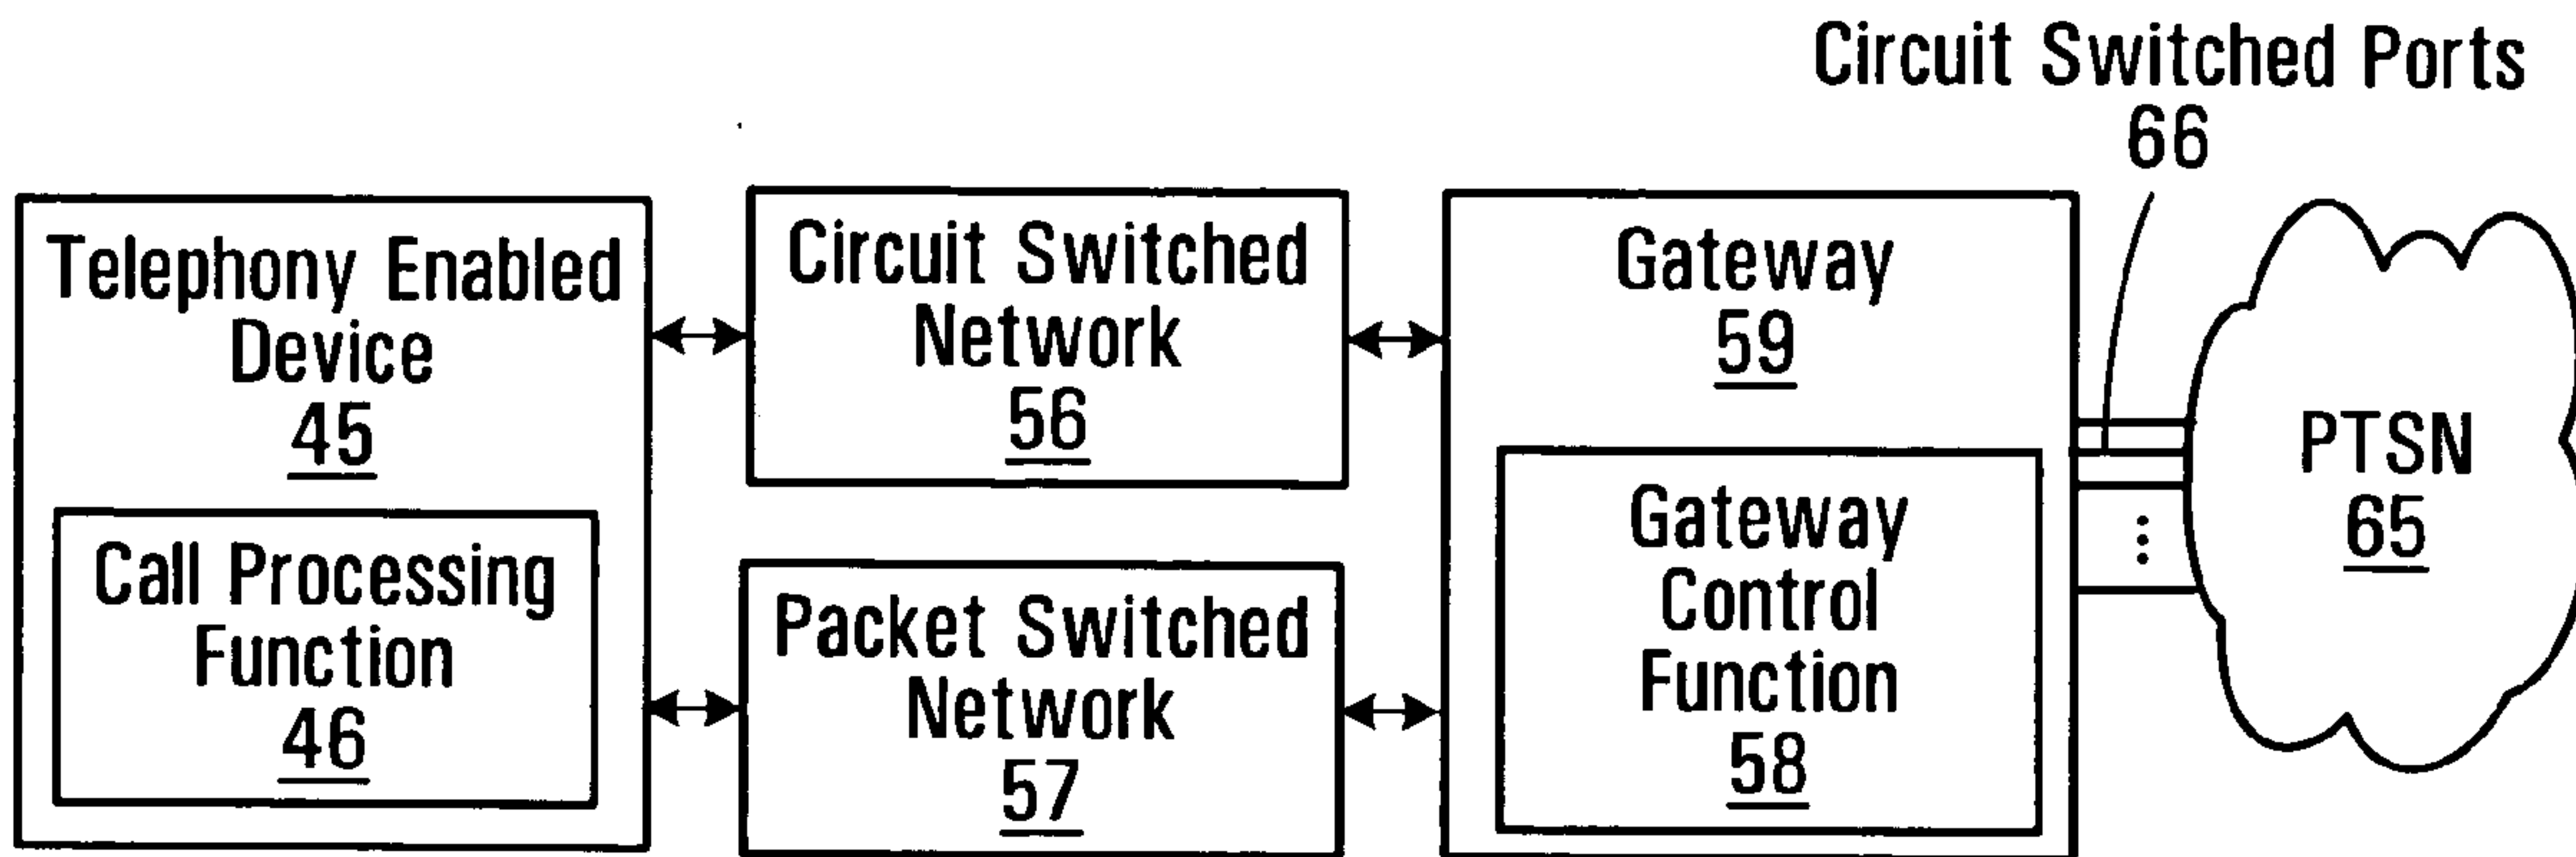 Circuit Switched Ports
66
Telephony Enabled
Device
45
Call Processing
Function
46
Circuit Switched
Network
56
Packet Switched
Network
57
Gateway
59
Gateway
Control
Function
58
PTSN
65